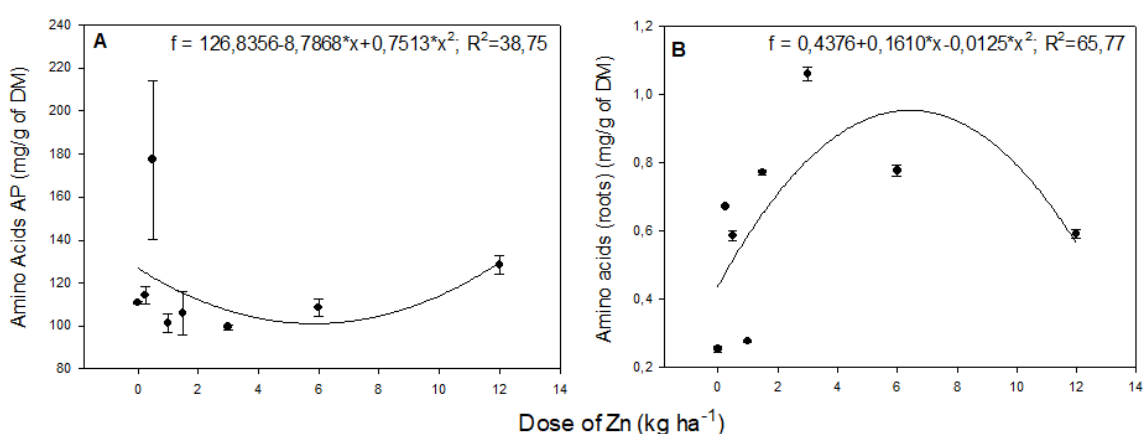 A
f = 126,8356-8,7868*x+0,7513*x²; R²=38,75
Amino Acids AP (mg/g of DM)
240
220
200
180
160
140
120
100
80
0 2 4 6 8 10 12 14
B
f = 0,4376+0,1610*x-0,0125*x²; R²=65,77
Amino acids (roots) (mg/g of DM)
1,2
1,0
0,8
0,6
0,4
0,2
0 2 4 6 8 10 12 14
Dose of Zn (kg ha⁻¹)